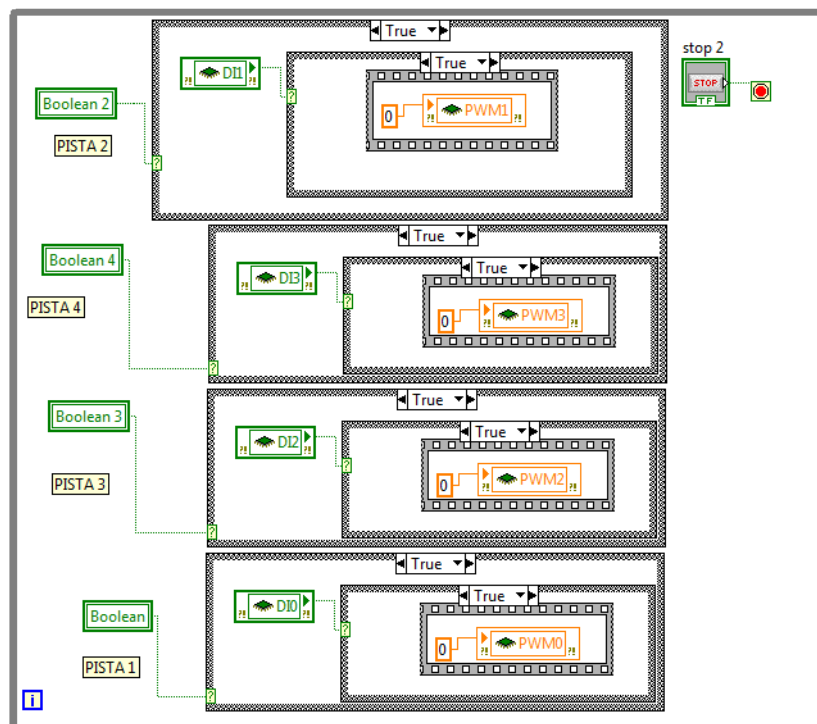 True
DI1
True
0
PWM1
Boolean 2
PISTA 2
stop 2
STOP
TF
True
Boolean 4
DI3
True
0
PWM3
PISTA 4
True
Boolean 3
DI2
True
0
PWM2
PISTA 3
True
Boolean
DI0
True
0
PWM0
PISTA 1
i